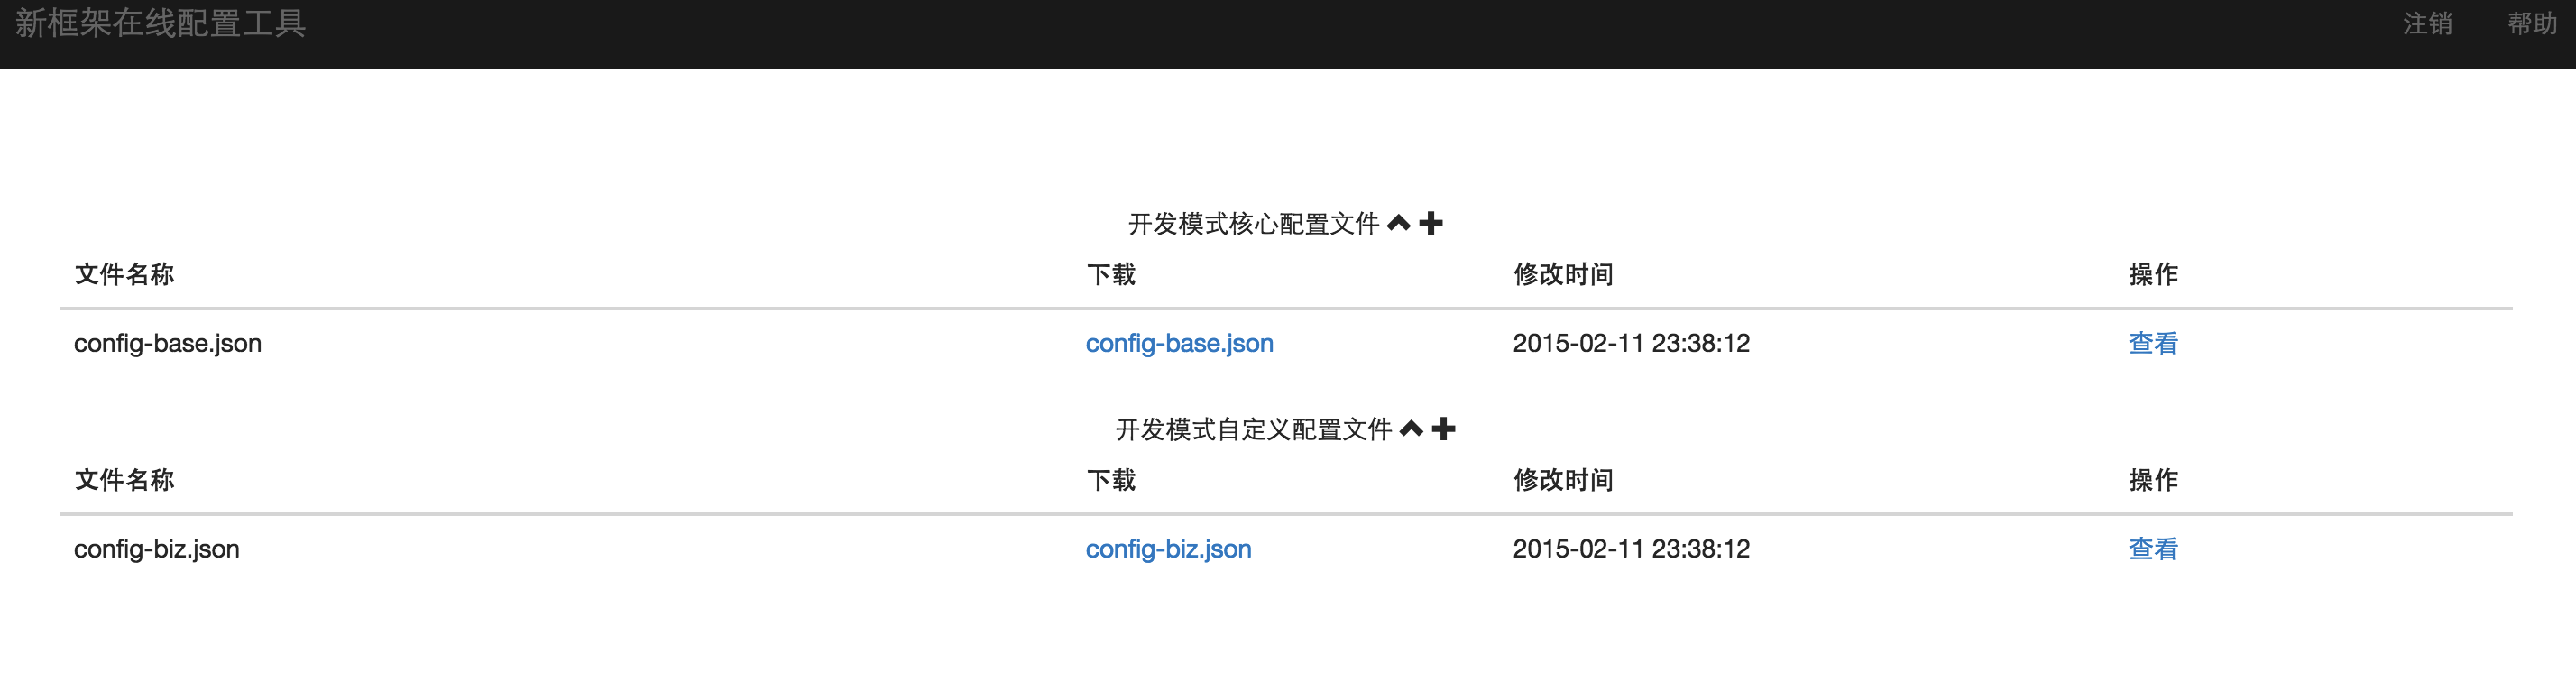 新框架在线配置工具 注销 帮助
开发模式核心配置文件
文件名称 下载 修改时间 操作
config-base.json config-base.json 2015-02-11 23:38:12 查看
开发模式自定义配置文件
文件名称 下载 修改时间 操作
config-biz.json config-biz.json 2015-02-11 23:38:12 查看